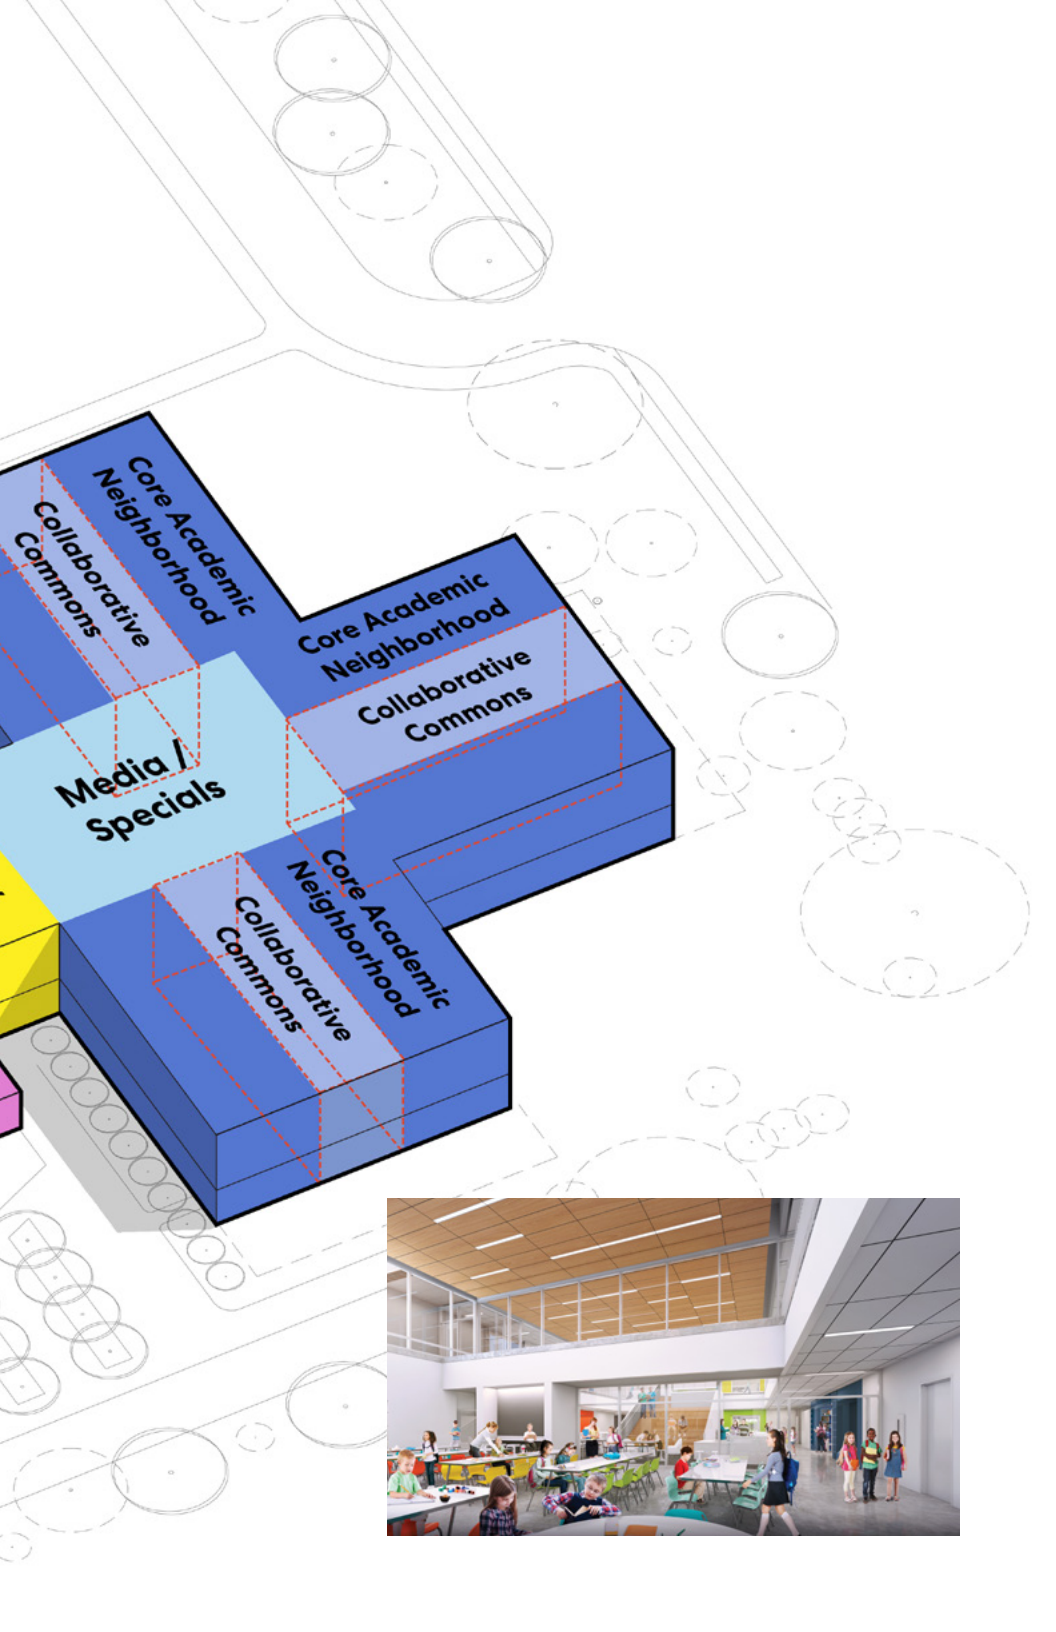 Core Academic
Neighborhood
Collaborative
Commons
Core Academic
Neighborhood
Collaborative
Commons
Media /
Specials
Core Academic
Neighborhood
Collaborative
Commons